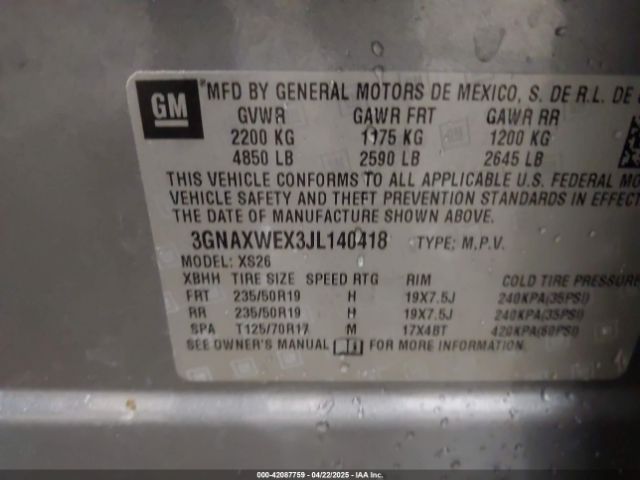 GM
*MFD BY GENERAL MOTORS DE MEXICO, S. DE R.L. DE
GVWR GAWR FRT GAWR RR
2200 KG 1175 KG 1200 KG
4850 LB 2590 LB 2645 LB
THIS VEHICLE CONFORMS TO ALL APPLICABLE U.S. FEDERAL
VEHICLE SAFETY AND THEFT PREVENTION STANDARDS IN EFFECT
THE DATE OF MANUFACTURE SHOWN ABOVE.
3GNAXWEX3JL140418 TYPE: M.P.V.
MODEL: XS26
XBHH TIRE SIZE SPEED RTG RIM COLD TIRE PRESSURE
FRT 235/50R19 H 19X7.5J 240KPA(35PSI)
RR 235/50R19 H 19X7.5J 240KPA(35PSI)
SPA T125/70R17 M 17X4BT 420KPA(60PSI)
SEE OWNER'S MANUAL FOR MORE INFORMATION.
000-42087759 - 04/22/2025 - IAAI.com